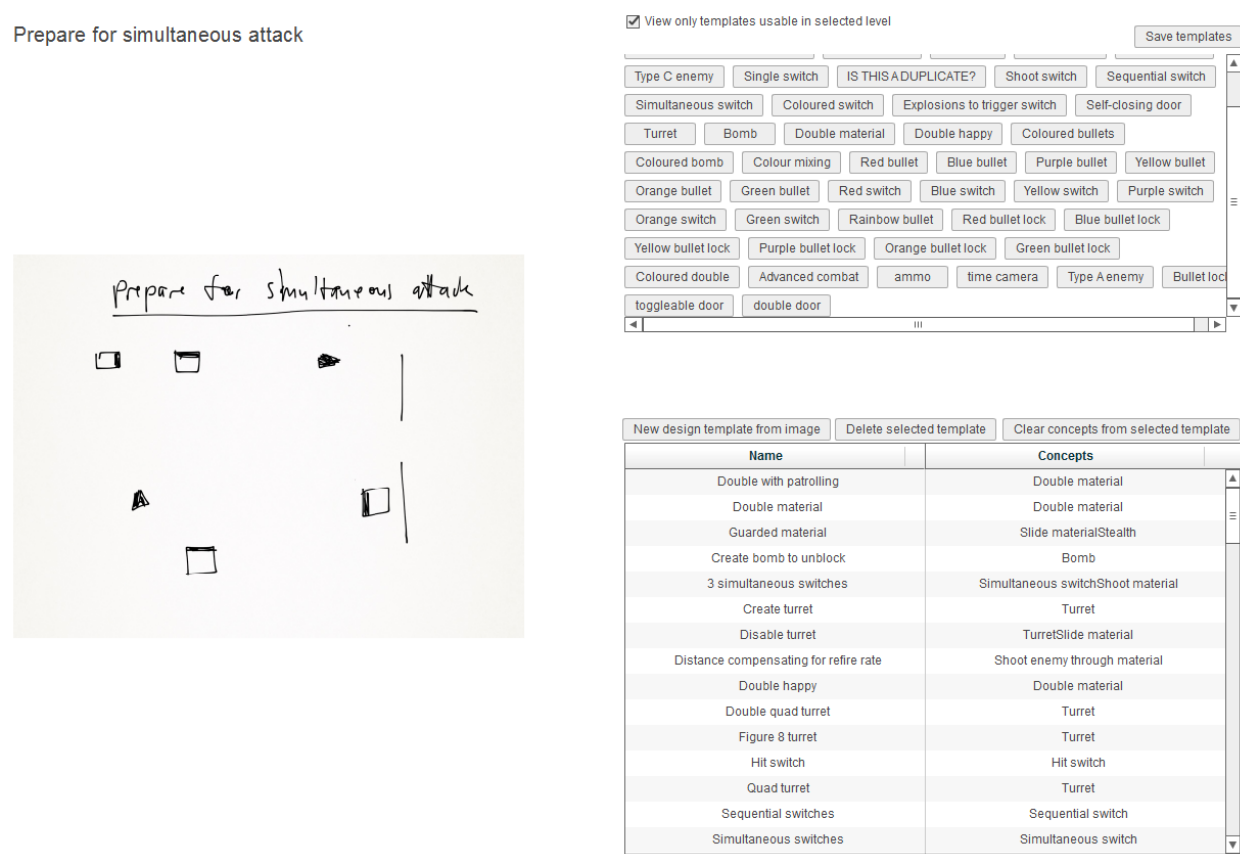 Prepare for simultaneous attack
prepare for simultaneous attack
View only templates usable in selected level
Save templates
Type C enemy Single switch IS THIS A DUPLICATE? Shoot switch Sequential switch
Simultaneous switch Coloured switch Explosions to trigger switch Self-closing door
Turret Bomb Double material Double happy Coloured bullets
Coloured bomb Colour mixing Red bullet Blue bullet Purple bullet Yellow bullet
Orange bullet Green bullet Red switch Blue switch Yellow switch Purple switch
Orange switch Green switch Rainbow bullet Red bullet lock Blue bullet lock
Yellow bullet lock Purple bullet lock Orange bullet lock Green bullet lock
Coloured double Advanced combat ammo time camera Type A enemy Bullet loc
toggleable door double door
New design template from image Delete selected template Clear concepts from selected template
Name Concepts
Double with patrolling Double material
Double material Double material
Guarded material Slide materialStealth
Create bomb to unblock Bomb
3 simultaneous switches Simultaneous switchShoot material
Create turret Turret
Disable turret TurretSlide material
Distance compensating for refire rate Shoot enemy through material
Double happy Double material
Double quad turret Turret
Figure 8 turret Turret
Hit switch Hit switch
Quad turret Turret
Sequential switches Sequential switch
Simultaneous switches Simultaneous switch